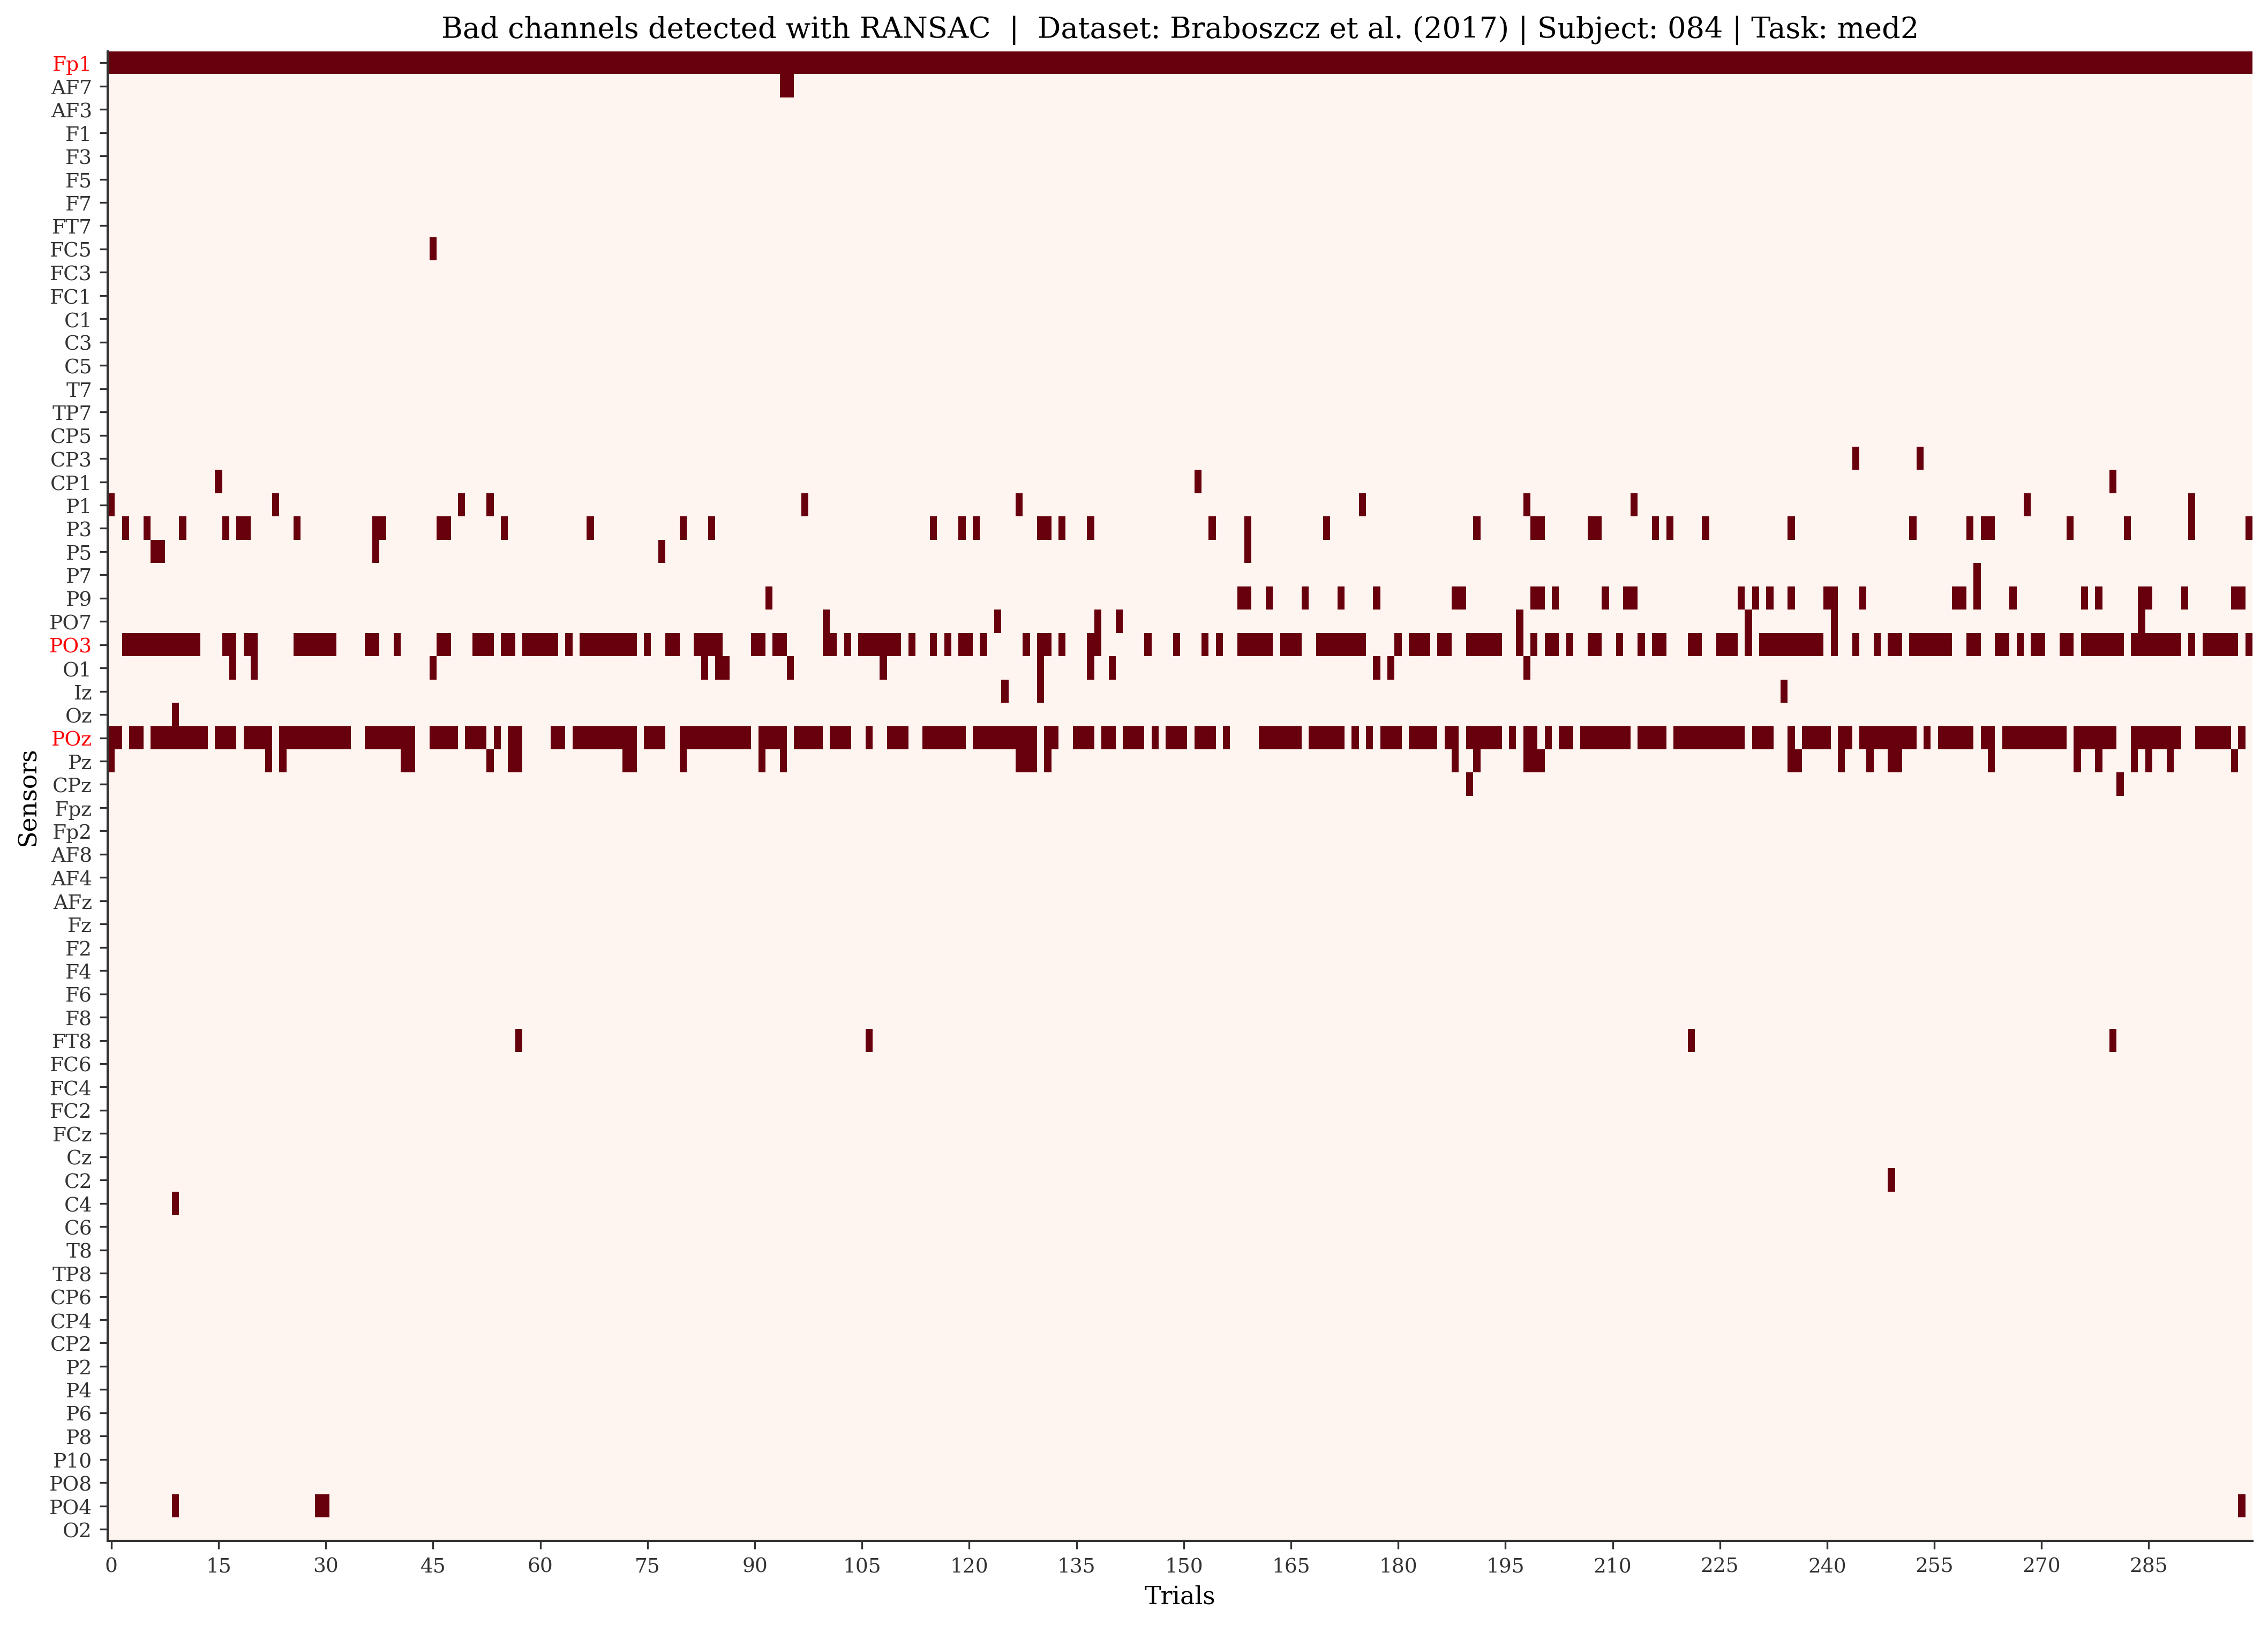 Bad channels detected with RANSAC | Dataset: Braboszcz et al. (2017) | Subject: 084 | Task: med2
Fp1
AF7
AF3
F1
F3
F5
F7
FT7
FC5
FC3
FC1
C1
C3
C5
T7
TP7
CP5
CP3
CP1
P1
P3
P5
P7
P9
PO7
PO3
O1
Iz
Oz
POz
Pz
CPz
Fpz
Fp2
AF8
AF4
AFz
Fz
F2
F4
F6
F8
FT8
FC6
FC4
FC2
FCz
Cz
C2
C4
C6
T8
TP8
CP6
CP4
CP2
P2
P4
P6
P8
P10
PO8
PO4
O2
Sensors
0 15 30 45 60 75 90 105 120 135 150 165 180 195 210 225 240 255 270 285
Trials